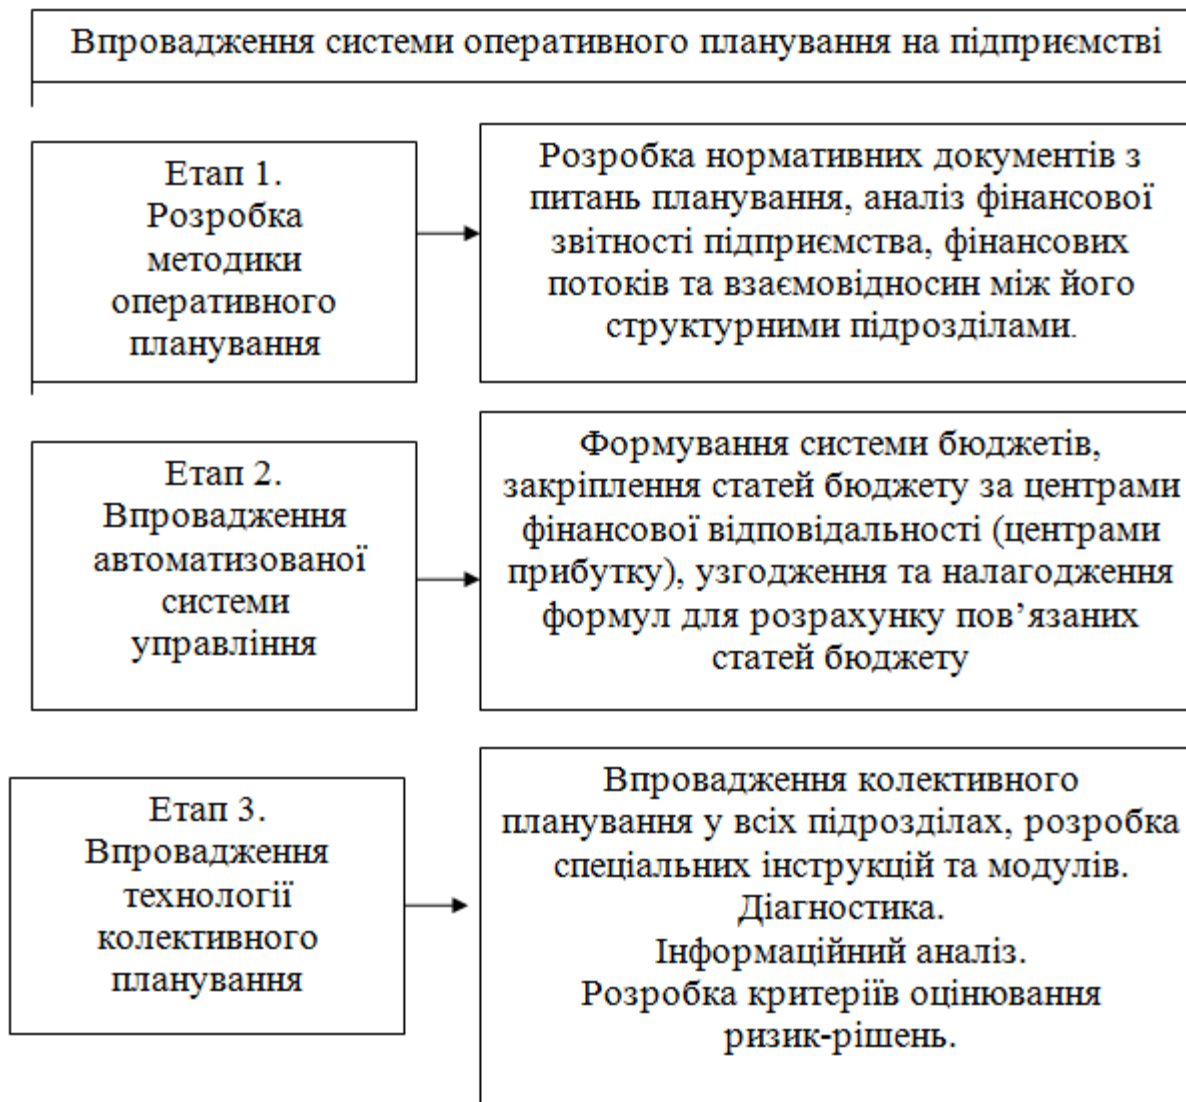 Впровадження системи оперативного планування на підприємстві
Етап 1.
Розробка
методики
оперативного
планування
Розробка нормативних документів з
питань планування, аналіз фінансової
звітності підприємства, фінансових
потоків та взаємовідносин між його
структурними підрозділами.
Етап 2.
Впровадження
автоматизованої
системи
управління
Формування системи бюджетів,
закріплення статей бюджету за центрами
фінансової відповідальності (центрами
прибутку), узгодження та налагодження
формул для розрахунку пов’язаних
статей бюджету
Етап 3.
Впровадження
технології
колективного
планування
Впровадження колективного
планування у всіх підрозділах, розробка
спеціальних інструкцій та модулів.
Діагностика.
Інформаційний аналіз.
Розробка критеріїв оцінювання
ризик-рішень.